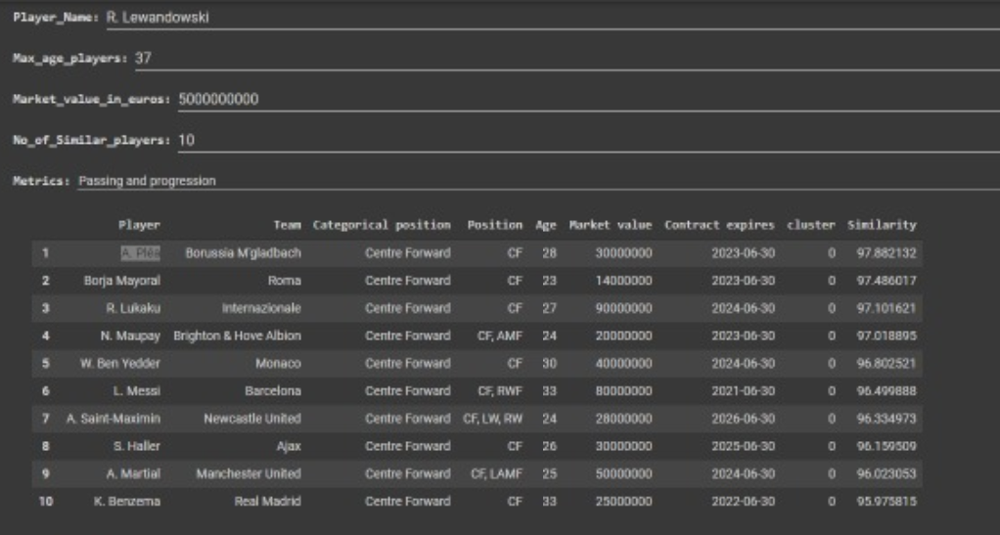 Player_Name: R. Lewandowski
Max_age_players: 37
Market_value_in_euros: 5000000000
No_of_Similar_players: 10
Metrics: Passing and progression
Player Team Categorical position Position Age Market value Contract expires cluster Similarity
1 A. Pléa Borussia M'gladbach Centre Forward CF 28 30000000 2023-06-30 0 97.882132
2 Borja Mayoral Roma Centre Forward CF 23 14000000 2023-06-30 0 97.486017
3 R. Lukaku Internazionale Centre Forward CF 27 90000000 2024-06-30 0 97.101621
4 N. Maupay Brighton & Hove Albion Centre Forward CF, AMF 24 20000000 2023-06-30 0 97.018895
5 W. Ben Yedder Monaco Centre Forward CF 30 40000000 2024-06-30 0 96.802521
6 L. Messi Barcelona Centre Forward CF, RWF 33 80000000 2021-06-30 0 96.499888
7 A. Saint-Maximin Newcastle United Centre Forward CF, LW, RW 24 28000000 2026-06-30 0 96.334973
8 S. Haller Ajax Centre Forward CF 26 30000000 2025-06-30 0 96.159509
9 A. Martial Manchester United Centre Forward CF, LAMF 25 50000000 2024-06-30 0 96.023053
10 K. Benzema Real Madrid Centre Forward CF 33 25000000 2022-06-30 0 95.975815